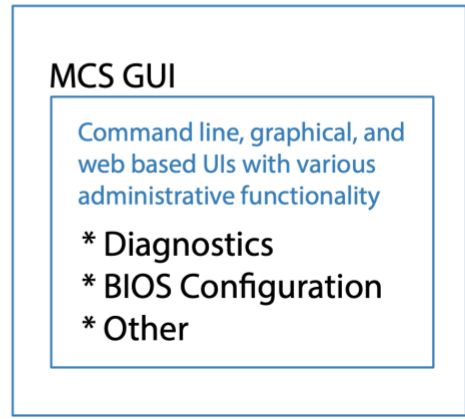 MCS GUI
Command line, graphical, and
web based UIs with various
administrative functionality
* Diagnostics
* BIOS Configuration
* Other